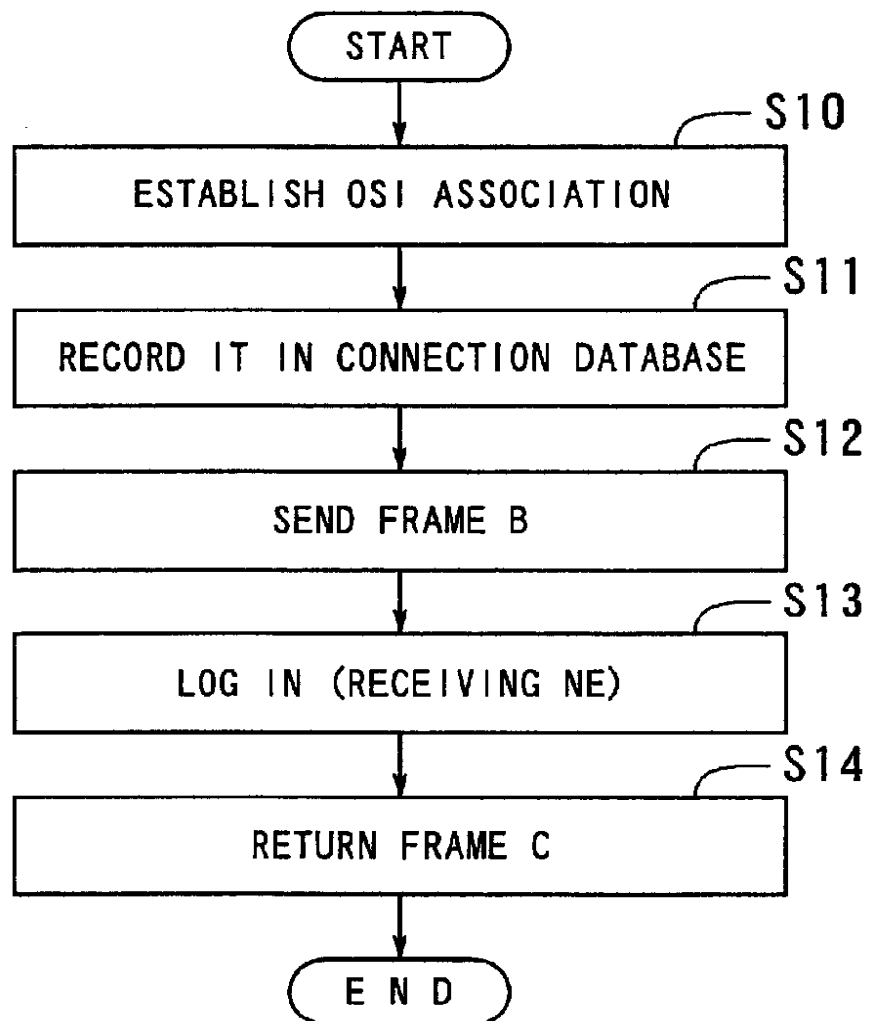 START
S10
ESTABLISH OSI ASSOCIATION
S11
RECORD IT IN CONNECTION DATABASE
S12
SEND FRAME B
S13
LOG IN (RECEIVING NE)
S14
RETURN FRAME C
END